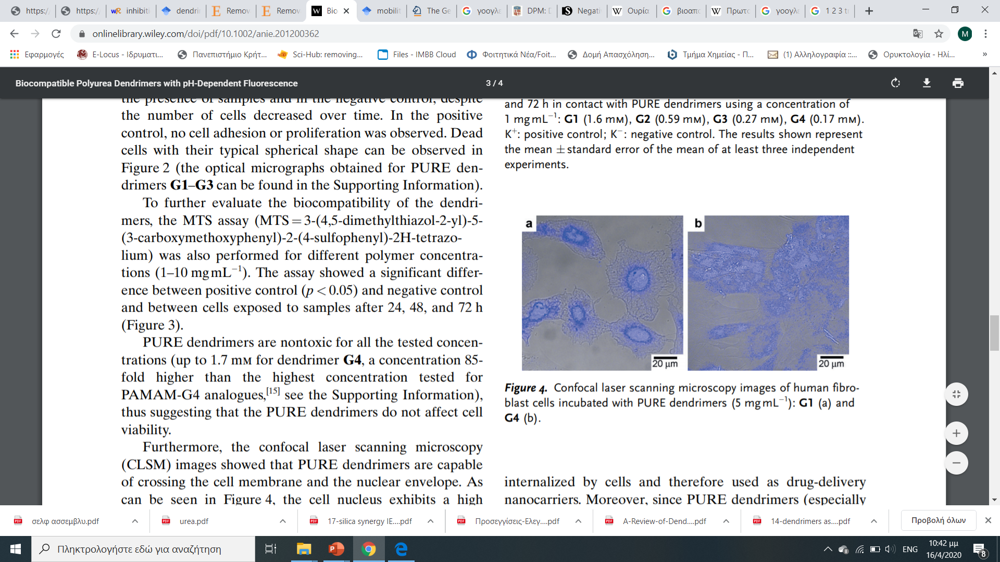 https:/
https:/
inhibiti
dendri
Remov
Remov
Bio
mobilit
The Ge
γοογλε
DPM: D
Negati
Ουρία
βιοαπο
Πρωτο
γοογλε
1 2 3 tr
onlinelibrary.wiley.com/doi/pdf/10.1002/anie.201200362
M
Εφαρμογές
E-Locus - Ιδρυματι...
Πανεπιστήμιο Κρήτ...
Sci-Hub: removing...
Files - IMBB Cloud
Φοιτητικά Νέα/Foit...
Δομή Απασχόληση...
Τμήμα Χημείας - Π...
(1) Αλληλογραφία ::...
Ορυκτολογία - Ηλί...
»
Biocompatible Polyurea Dendrimers with pH-Dependent Fluorescence
3 / 4
the presence of samples and in the negative control, despite
the number of cells decreased over time. In the positive
control, no cell adhesion or proliferation was observed. Dead
cells with their typical spherical shape can be observed in
Figure 2 (the optical micrographs obtained for PURE den-
drimers G1–G3 can be found in the Supporting Information).
To further evaluate the biocompatibility of the dendri-
mers, the MTS assay (MTS = 3-(4,5-dimethylthiazol-2-yl)-5-
(3-carboxymethoxyphenyl)-2-(4-sulfophenyl)-2H-tetrazo-
lium) was also performed for different polymer concentra-
tions (1–10 mg mL⁻¹). The assay showed a significant differ-
ence between positive control (p < 0.05) and negative control
and between cells exposed to samples after 24, 48, and 72 h
(Figure 3).
PURE dendrimers are nontoxic for all the tested concen-
trations (up to 1.7 mM for dendrimer G4, a concentration 85-
fold higher than the highest concentration tested for
PAMAM-G4 analogues,[15] see the Supporting Information),
thus suggesting that the PURE dendrimers do not affect cell
viability.
Furthermore, the confocal laser scanning microscopy
(CLSM) images showed that PURE dendrimers are capable
of crossing the cell membrane and the nuclear envelope. As
can be seen in Figure 4, the cell nucleus exhibits a high
and 72 h in contact with PURE dendrimers using a concentration of
1 mg mL⁻¹: G1 (1.6 mM), G2 (0.59 mM), G3 (0.27 mM), G4 (0.17 mM).
K⁺: positive control; K⁻: negative control. The results shown represent
the mean ± standard error of the mean of at least three independent
experiments.
a
b
20 µm
20 µm
Figure 4. Confocal laser scanning microscopy images of human fibro-
blast cells incubated with PURE dendrimers (5 mg mL⁻¹): G1 (a) and
G4 (b).
internalized by cells and therefore used as drug-delivery
nanocarriers. Moreover, since PURE dendrimers (especially
σελφ ασσεμβλυ.pdf
urea.pdf
17-silica synergy IE....pdf
Προσεγγίσεις-Ελεγ....pdf
A-Review-of-Dend....pdf
14-dendrimers as....pdf
Προβολή όλων
Πληκτρολογήστε εδώ για αναζήτηση
ENG
10:42 μμ
16/4/2020
8